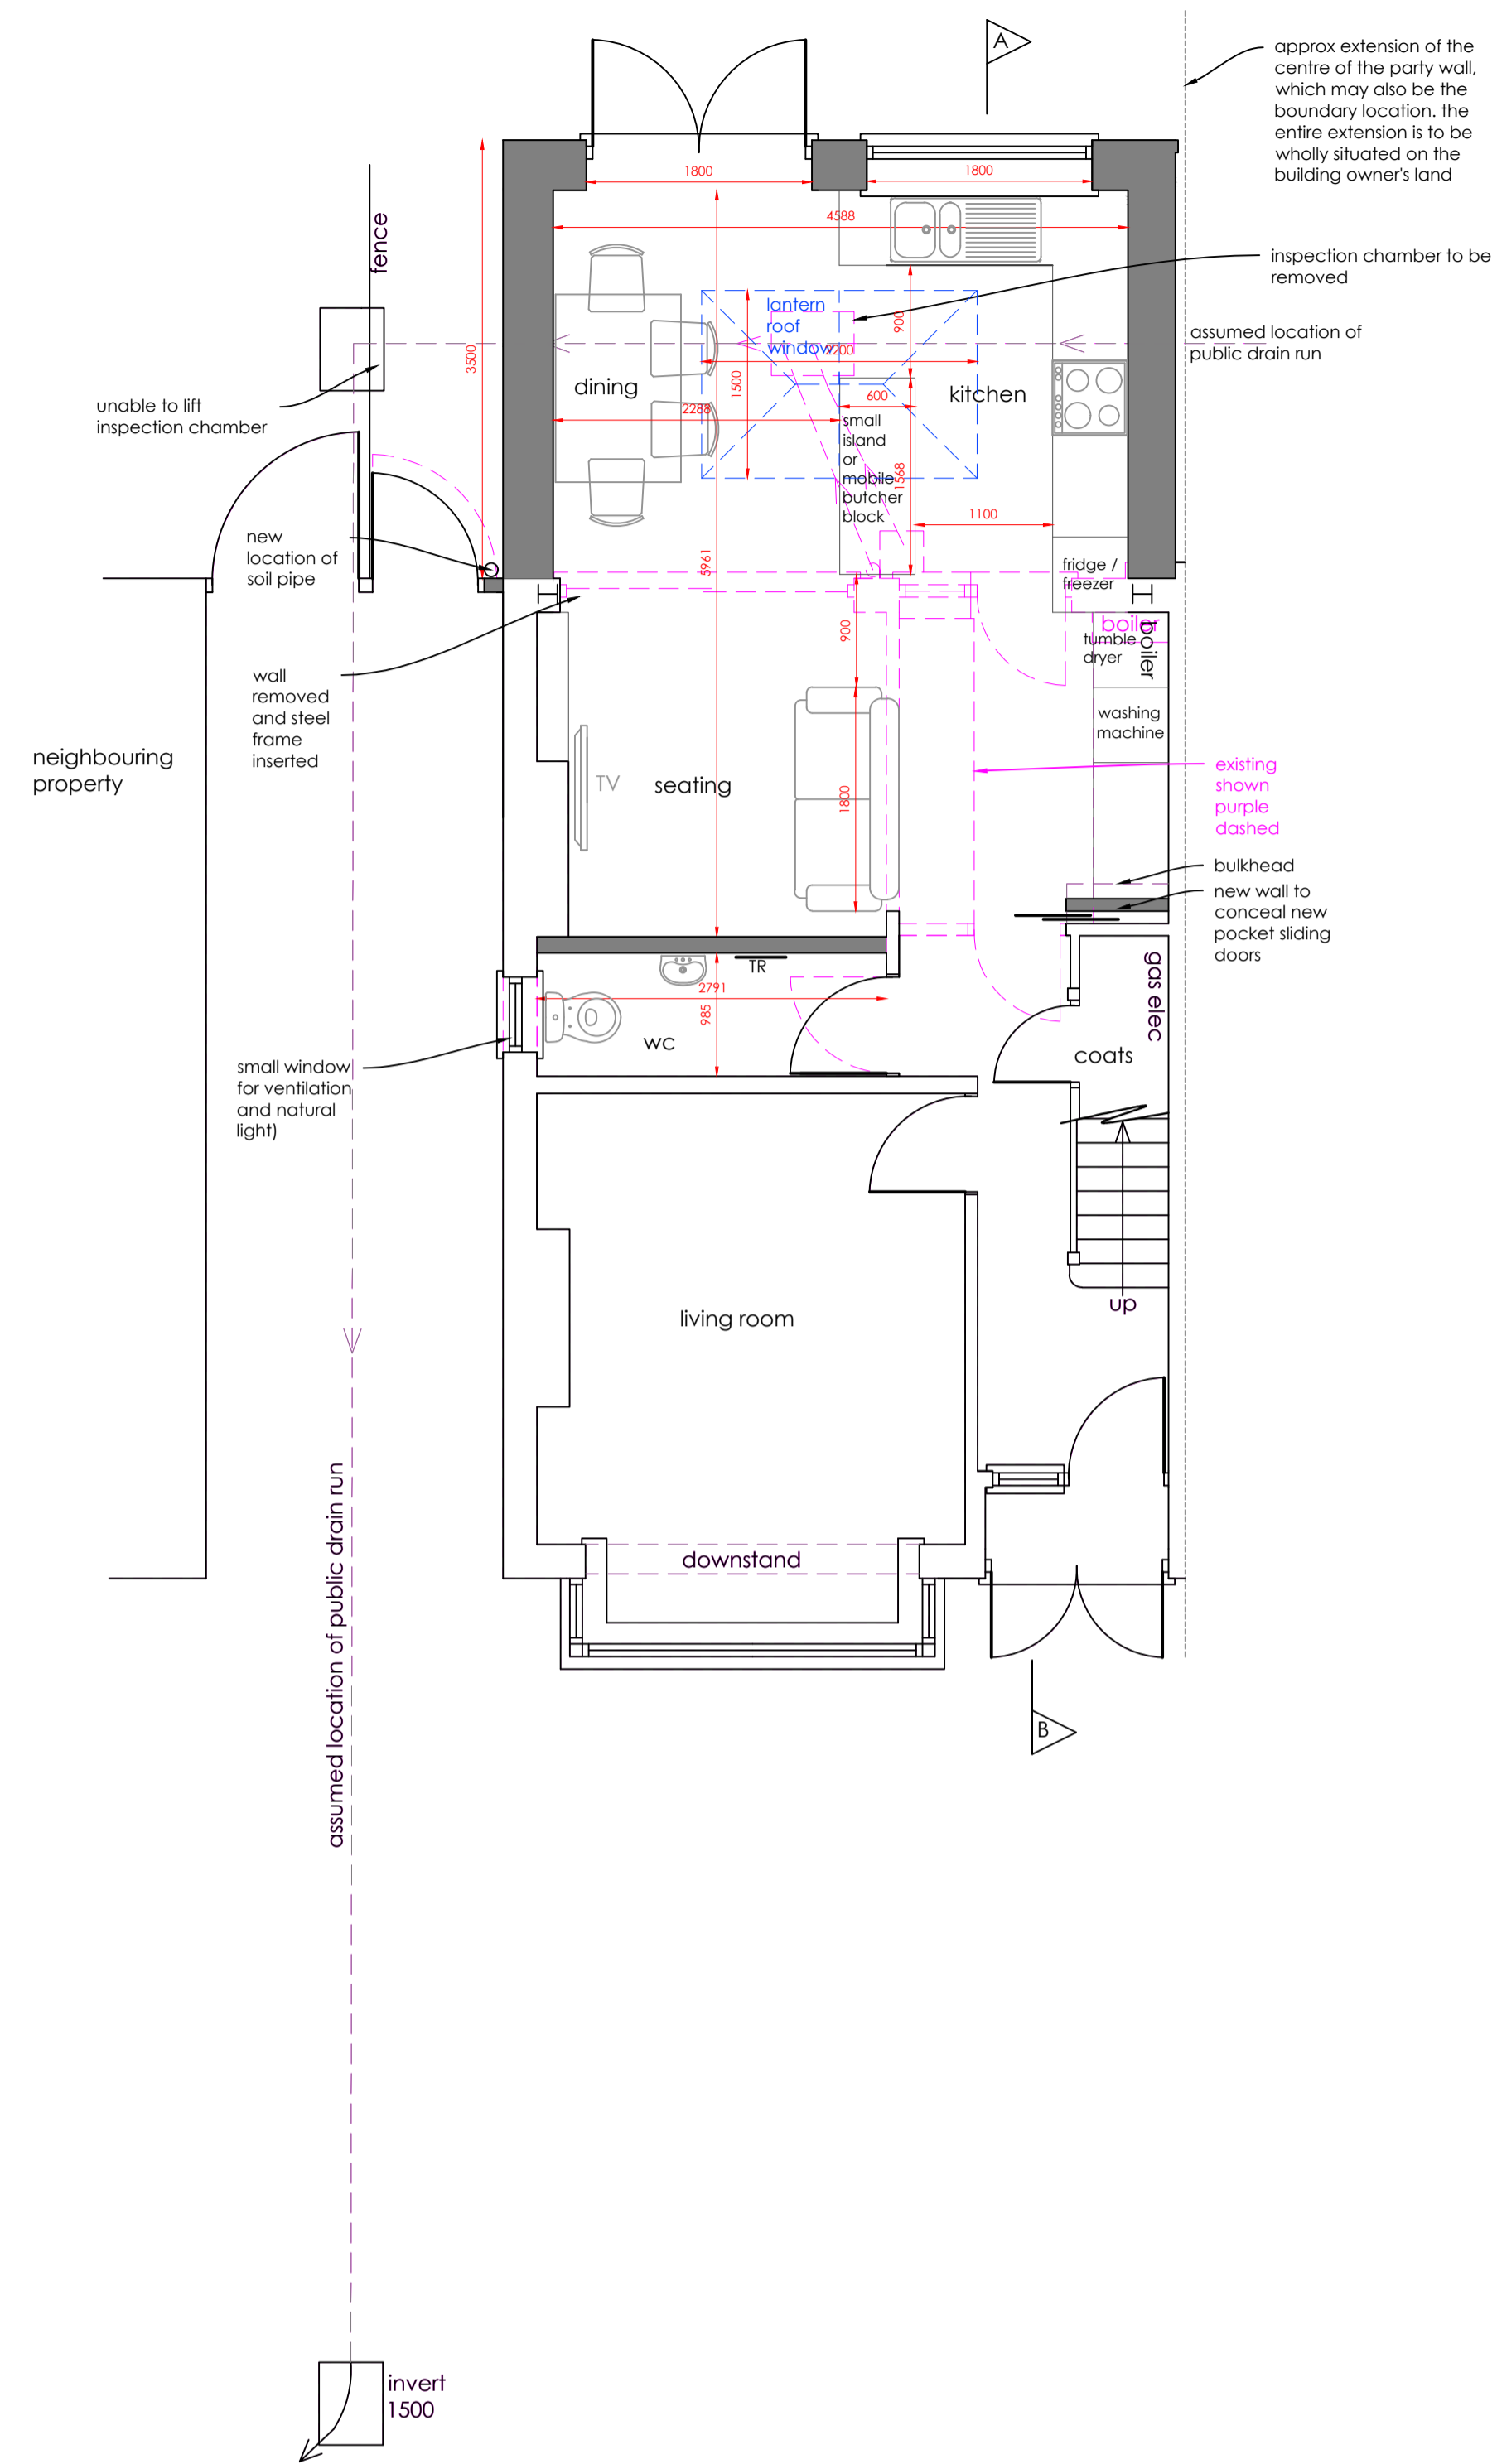 A
approx extension of the
centre of the party wall,
which may also be the
boundary location. the
entire extension is to be
wholly situated on the
building owner's land
1800
1800
4588
fence
inspection chamber to be
removed
lantern
roof
window
900
assumed location of
public drain run
3500
2200
1500
dining
kitchen
600
2288
unable to lift
inspection chamber
small
island
or
mobile
butcher
block
1568
1100
new
location of
soil pipe
5961
fridge /
freezer
boiler
boiler
tumble
dryer
900
wall
removed
and steel
frame
inserted
washing
machine
neighbouring
property
TV
seating
1800
existing
shown
purple
dashed
bulkhead
new wall to
conceal new
pocket sliding
doors
TR
gas elec
2791
985
wc
coats
small window
for ventilation
and natural
light)
up
living room
downstand
assumed location of public drain run
B
invert
1500